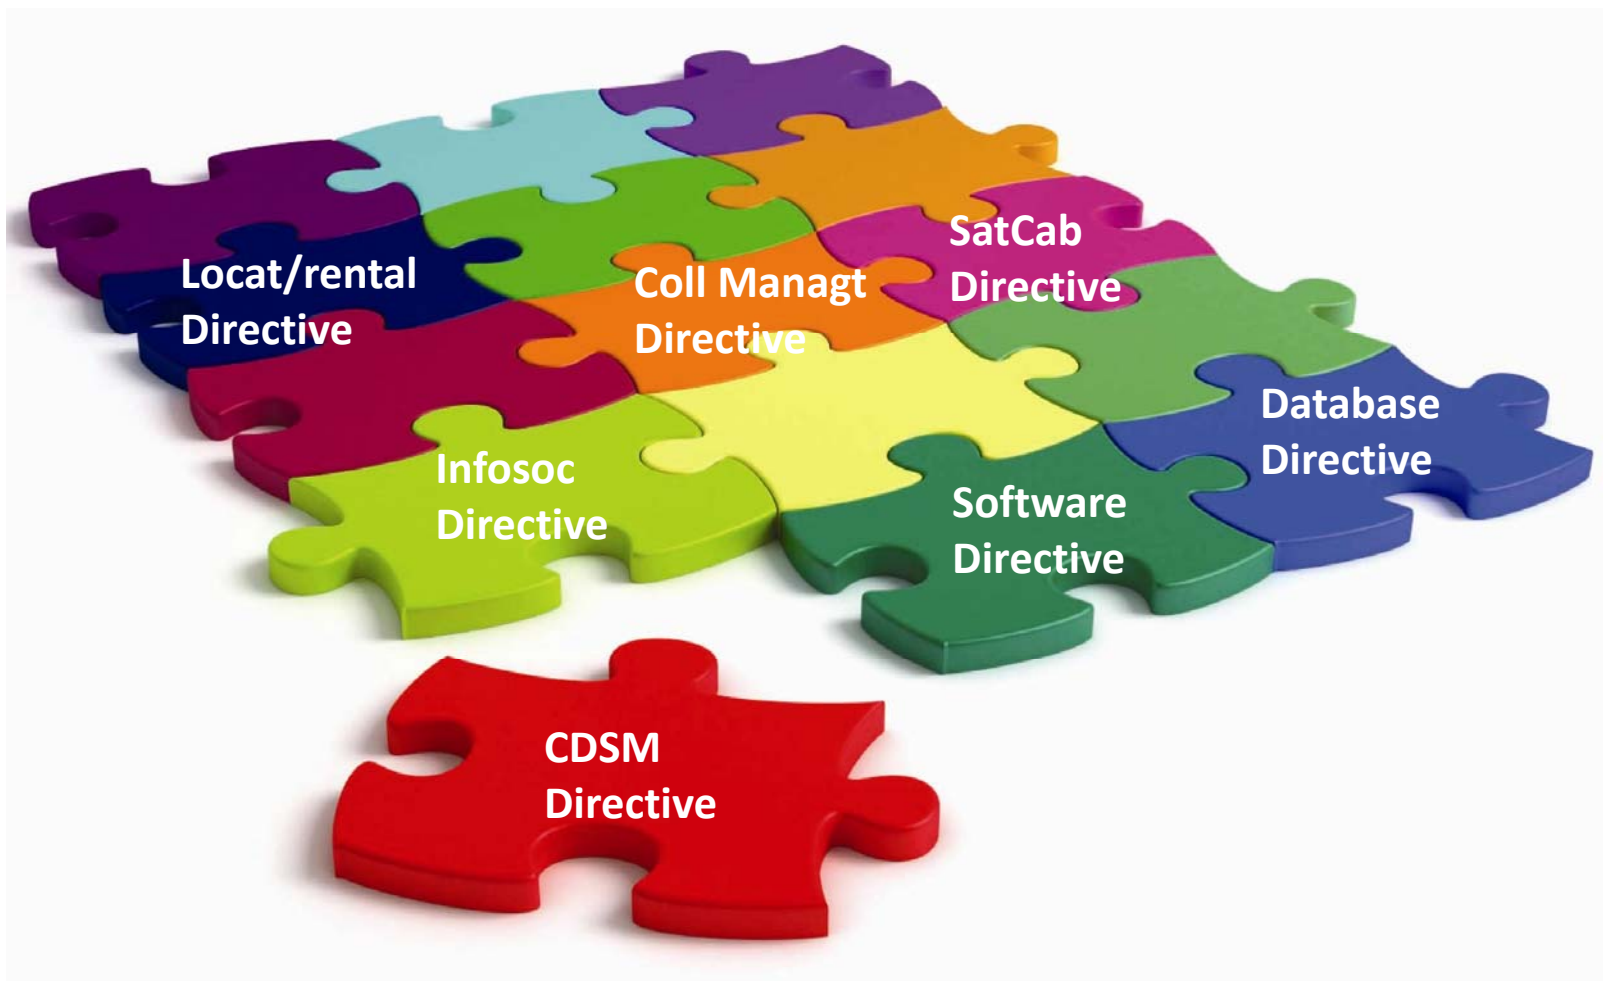 SatCab
Directive
Locat/rental
Directive
Coll Managt
Directive
Database
Directive
Infosoc
Directive
Software
Directive
CDSM
Directive